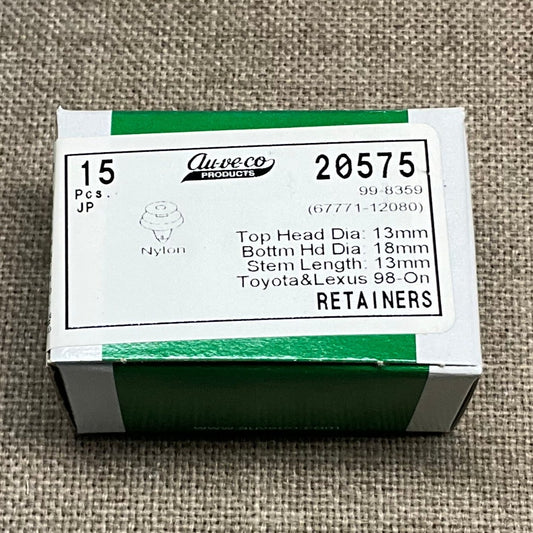 15
Pcs.
JP
Au-ve-co
PRODUCTS
20575
99-8359
(67771-12080)
Nylon
Top Head Dia: 13mm
Bottm Hd Dia: 18mm
Stem Length: 13mm
Toyota&Lexus 98-On
RETAINERS